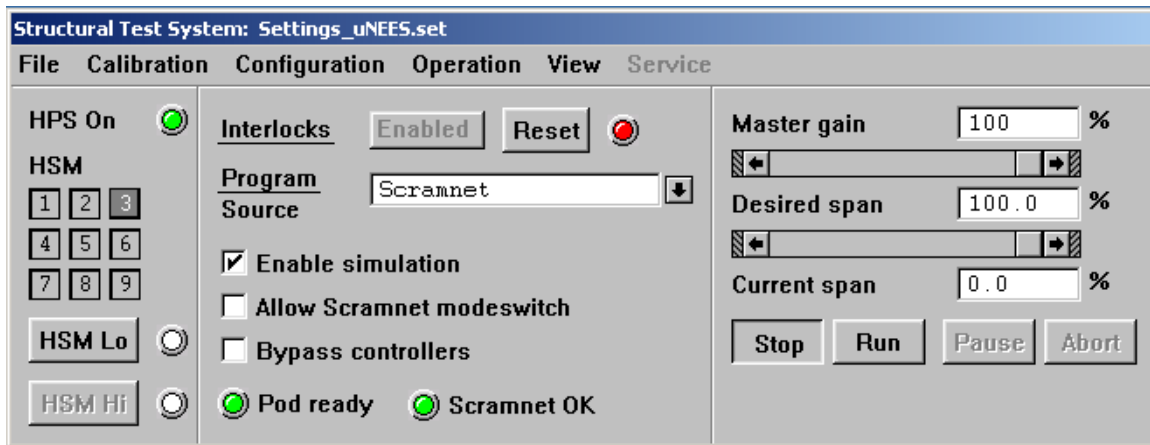 Structural Test System: Settings_uNEES.set
File Calibration Configuration Operation View Service
HPS On
HSM
1 2 3
4 5 6
7 8 9
HSM Lo
HSM Hi
Interlocks Enabled Reset
Program
Source
Scramnet
Enable simulation
Allow Scramnet modeswitch
Bypass controllers
Pod ready Scramnet OK
Master gain 100 %
Desired span 100.0 %
Current span 0.0 %
Stop Run Pause Abort